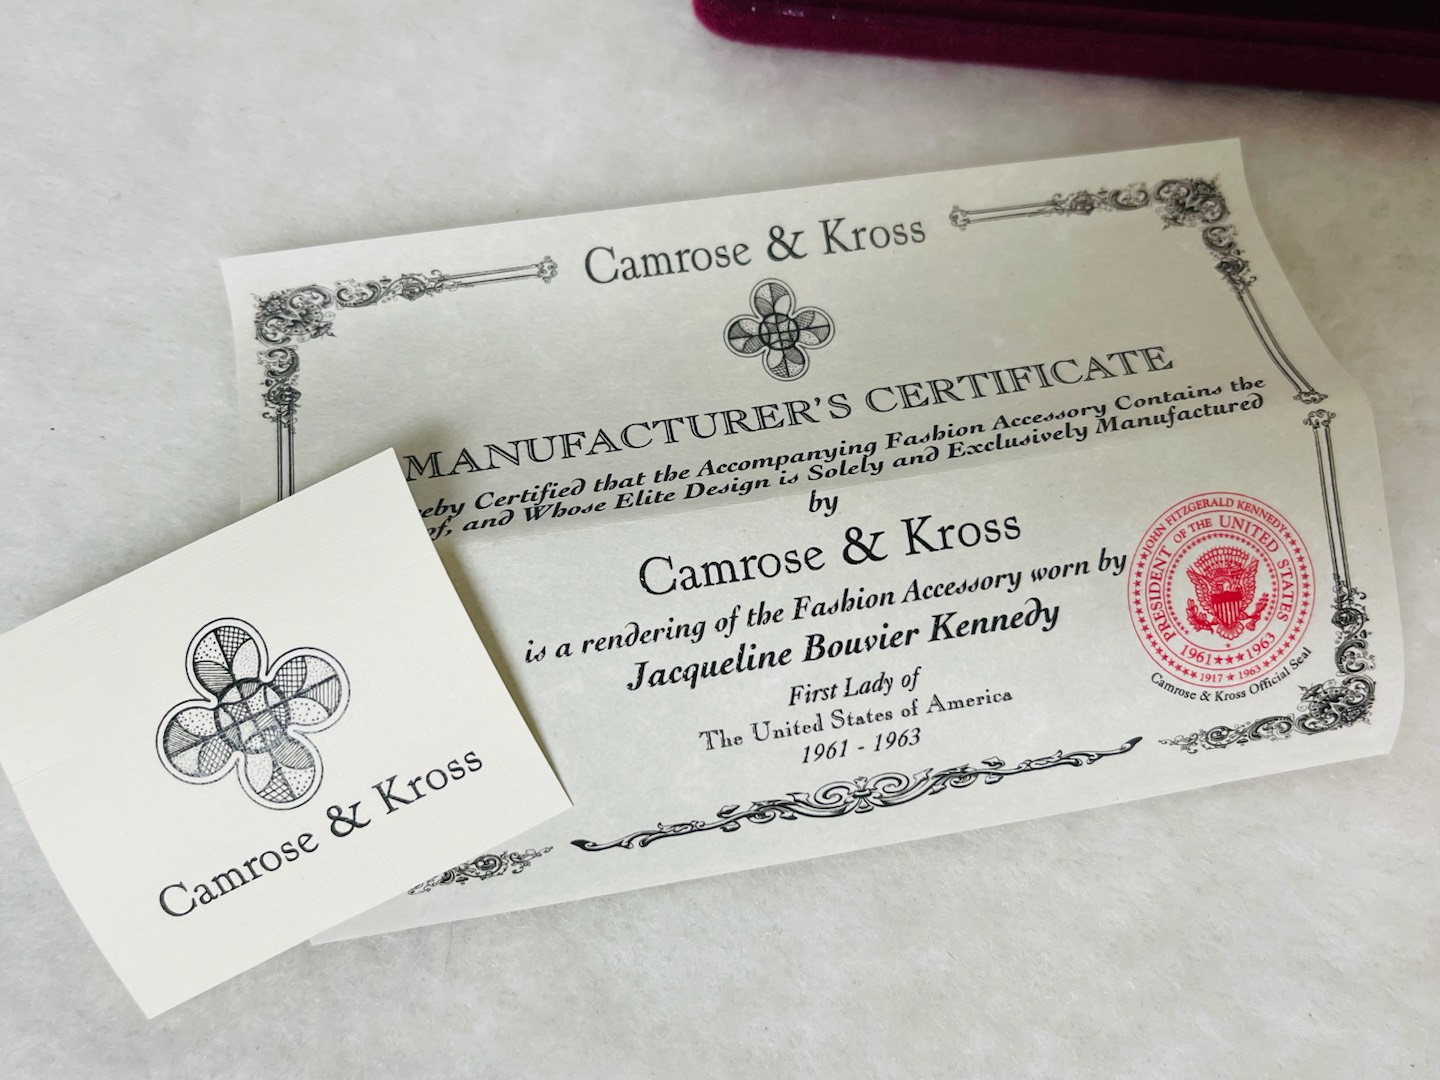 Camrose & Kross
MANUFACTURER'S CERTIFICATE
Certified that the Accompanying Fashion Accessory Contains the
and Whose Elite Design is Solely and Exclusively Manufactured
by
Camrose & Kross
is a rendering of the Fashion Accessory worn by
Jacqueline Bouvier Kennedy
First Lady of
The United States of America
1961 - 1963
JOHN FITZGERALD KENNEDY
PRESIDENT OF THE UNITED STATES
1961★★★1963
1917 ★ 1963
Camrose & Kross Official Seal
Camrose & Kross